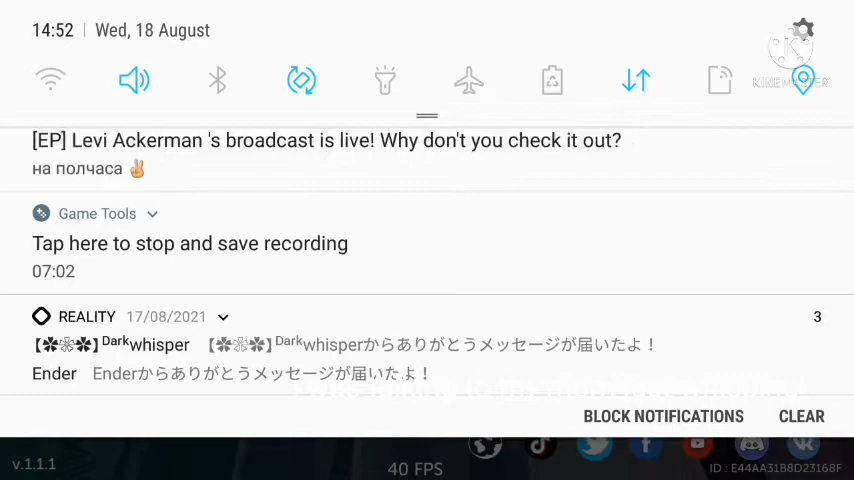 14:52 | Wed, 18 August
KINEMASTER
[EP] Levi Ackerman 's broadcast is live! Why don't you check it out?
на полчаса ✌
Game Tools
Tap here to stop and save recording
07:02
REALITY 17/08/2021 3
【✽❀✽】ᴰᵃʳᵏwhisper 【✽❀✽】ᴰᵃʳᵏwhisperからありがとうメッセージが届いたよ！
Ender Enderからありがとうメッセージが届いたよ！
BLOCK NOTIFICATIONS CLEAR
v.1.1.1
40 FPS
ID : E44AA31B8D23168F